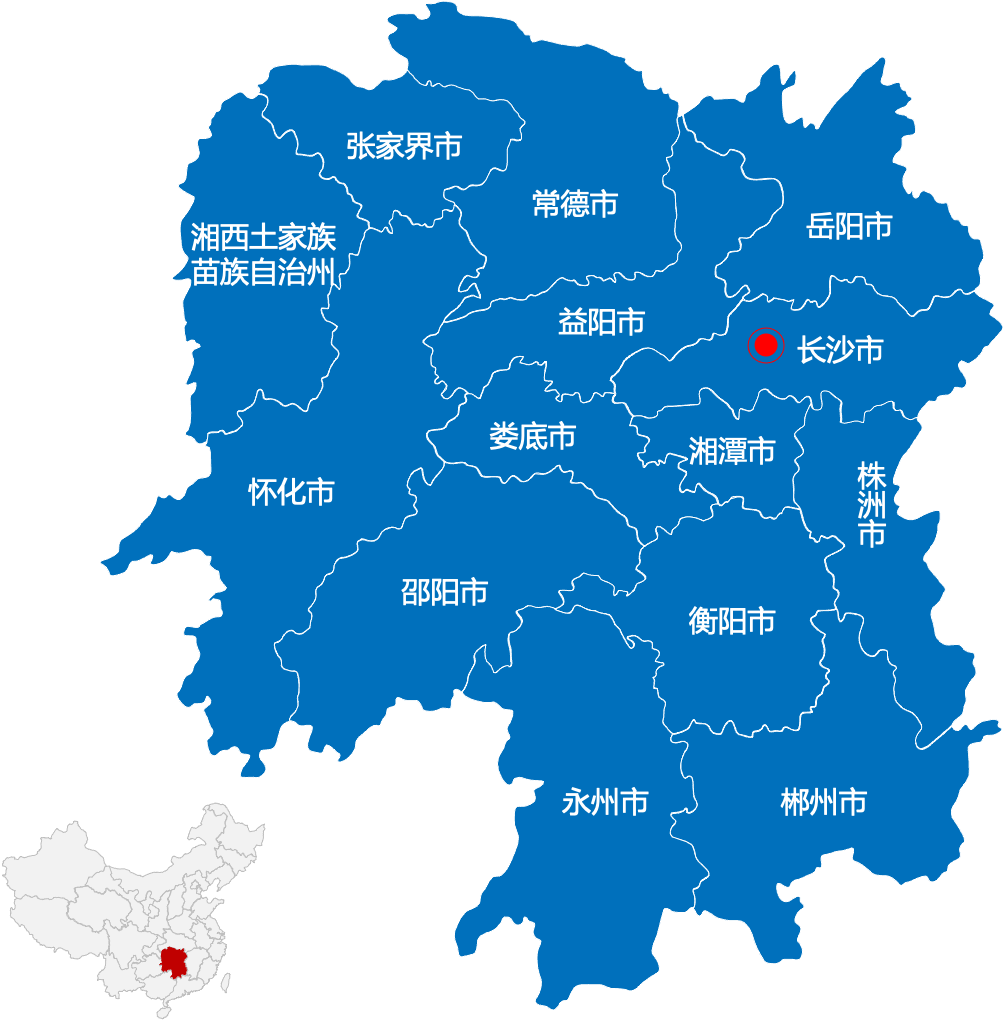 张家界市
常德市
岳阳市
湘西土家族
苗族自治州
益阳市
长沙市
娄底市
湘潭市
怀化市
株洲市
邵阳市
衡阳市
永州市
郴州市